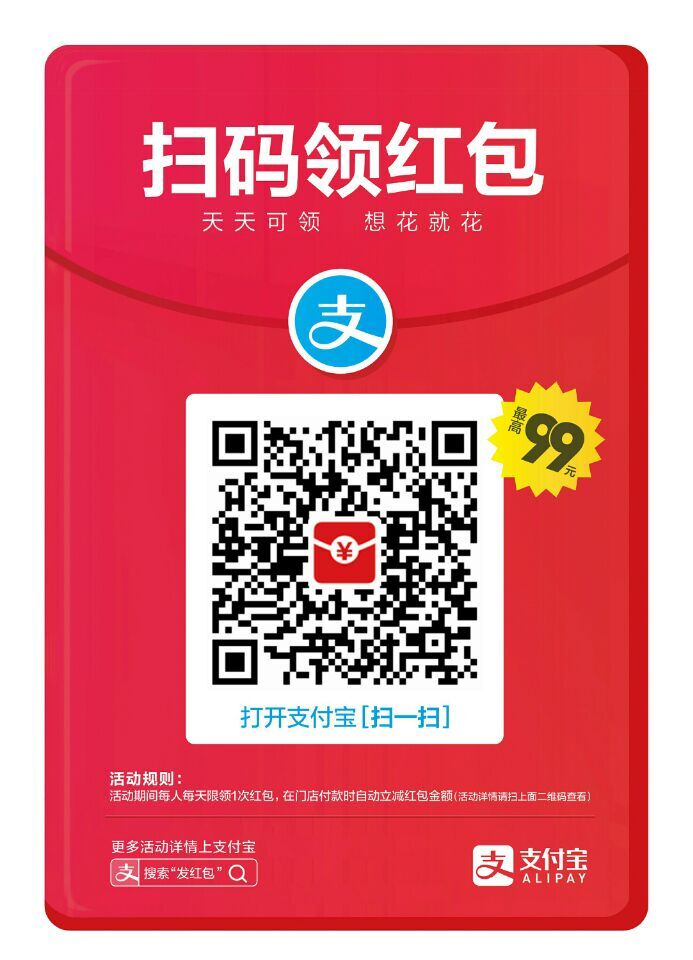 扫码领红包
天天可领 想花就花
支
最高99元
¥
打开支付宝[扫一扫]
活动规则：
活动期间每人每天限领1次红包，在门店付款时自动立减红包金额(活动详情请扫上面二维码查看)
更多活动详情上支付宝
支 搜索“发红包”
支 支付宝
ALIPAY